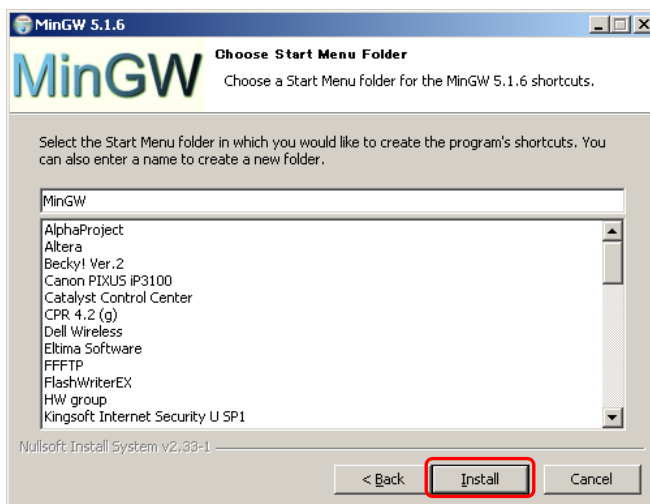 MinGW 5.1.6
MinGW
Choose Start Menu Folder
Choose a Start Menu folder for the MinGW 5.1.6 shortcuts.
Select the Start Menu folder in which you would like to create the program's shortcuts. You
can also enter a name to create a new folder.
MinGW
AlphaProject
Altera
Becky! Ver.2
Canon PIXUS iP3100
Catalyst Control Center
CPR 4.2 (g)
Dell Wireless
Eltima Software
FFFTP
FlashWriterEX
HW group
Kingsoft Internet Security U SP1
Nullsoft Install System v2.33-1
< Back
Install
Cancel